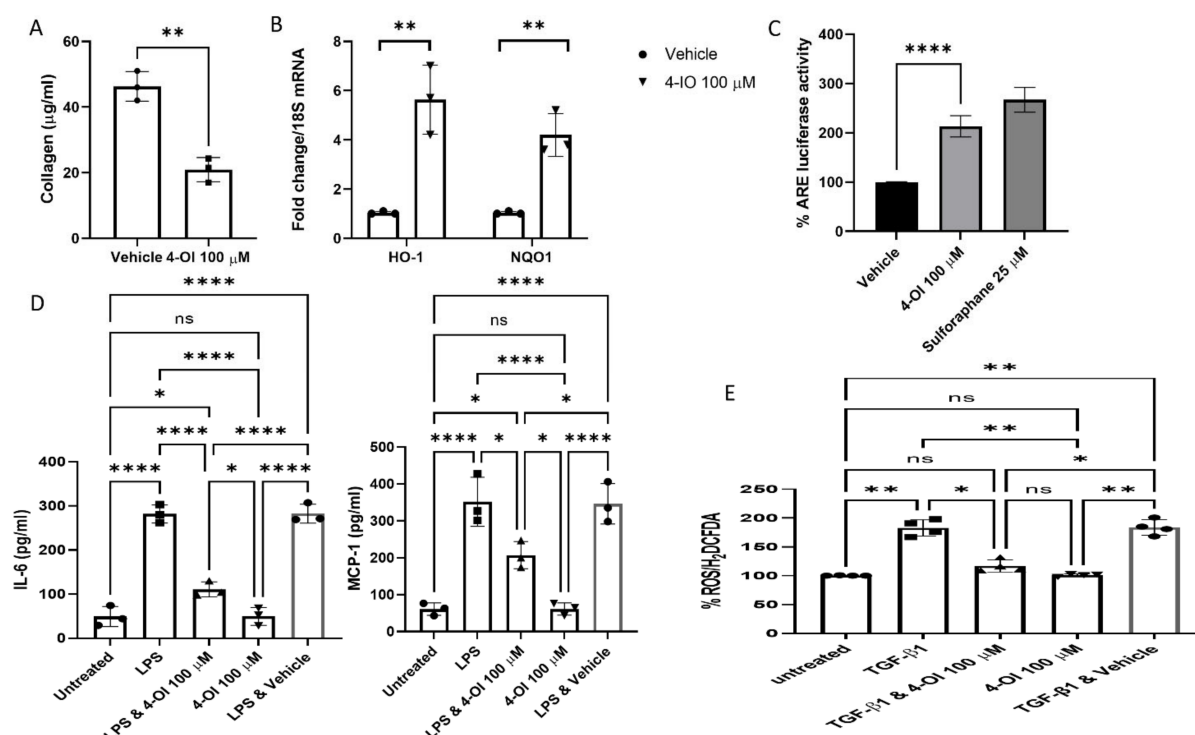 A
**
60
40
20
0
Collagen (μg/ml)
Vehicle 4-OI 100 μM
B
**
**
8
6
4
2
0
Fold change/18S mRNA
HO-1
NQO1
Vehicle
4-IO 100 μM
C
****
400
300
200
100
0
% ARE luciferase activity
Vehicle
4-OI 100 μM
Sulforaphane 25 μM
D
****
ns
****
*
****
****
****
*
****
400
300
200
100
0
IL-6 (pg/ml)
Untreated
LPS
LPS & 4-OI 100 μM
4-OI 100 μM
LPS & Vehicle
****
ns
****
*
*
****
*
*
****
500
400
300
200
100
0
MCP-1 (pg/ml)
Untreated
LPS
LPS & 4-OI 100 μM
4-OI 100 μM
LPS & Vehicle
E
**
ns
**
ns
*
**
*
ns
**
250
200
150
100
50
0
% ROS/H₂DCFDA
untreated
TGF-β1
TGF-β1 & 4-OI 100 μM
4-OI 100 μM
TGF-β1 & Vehicle